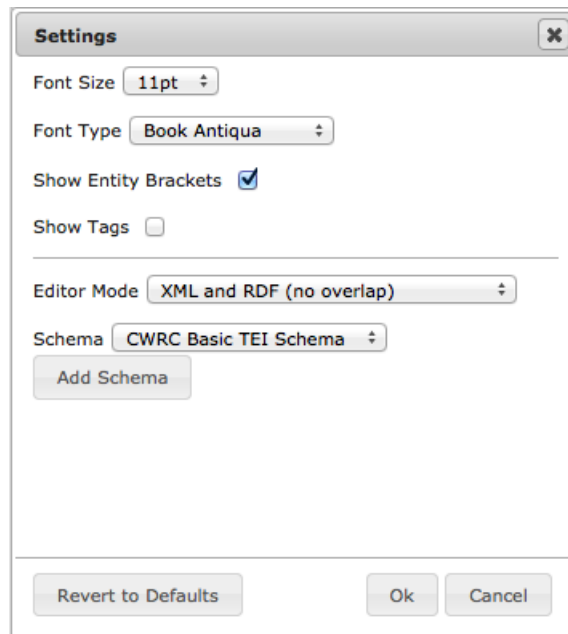 Settings
Font Size 11pt
Font Type Book Antiqua
Show Entity Brackets
Show Tags
Editor Mode XML and RDF (no overlap)
Schema CWRC Basic TEI Schema
Add Schema
Revert to Defaults Ok Cancel